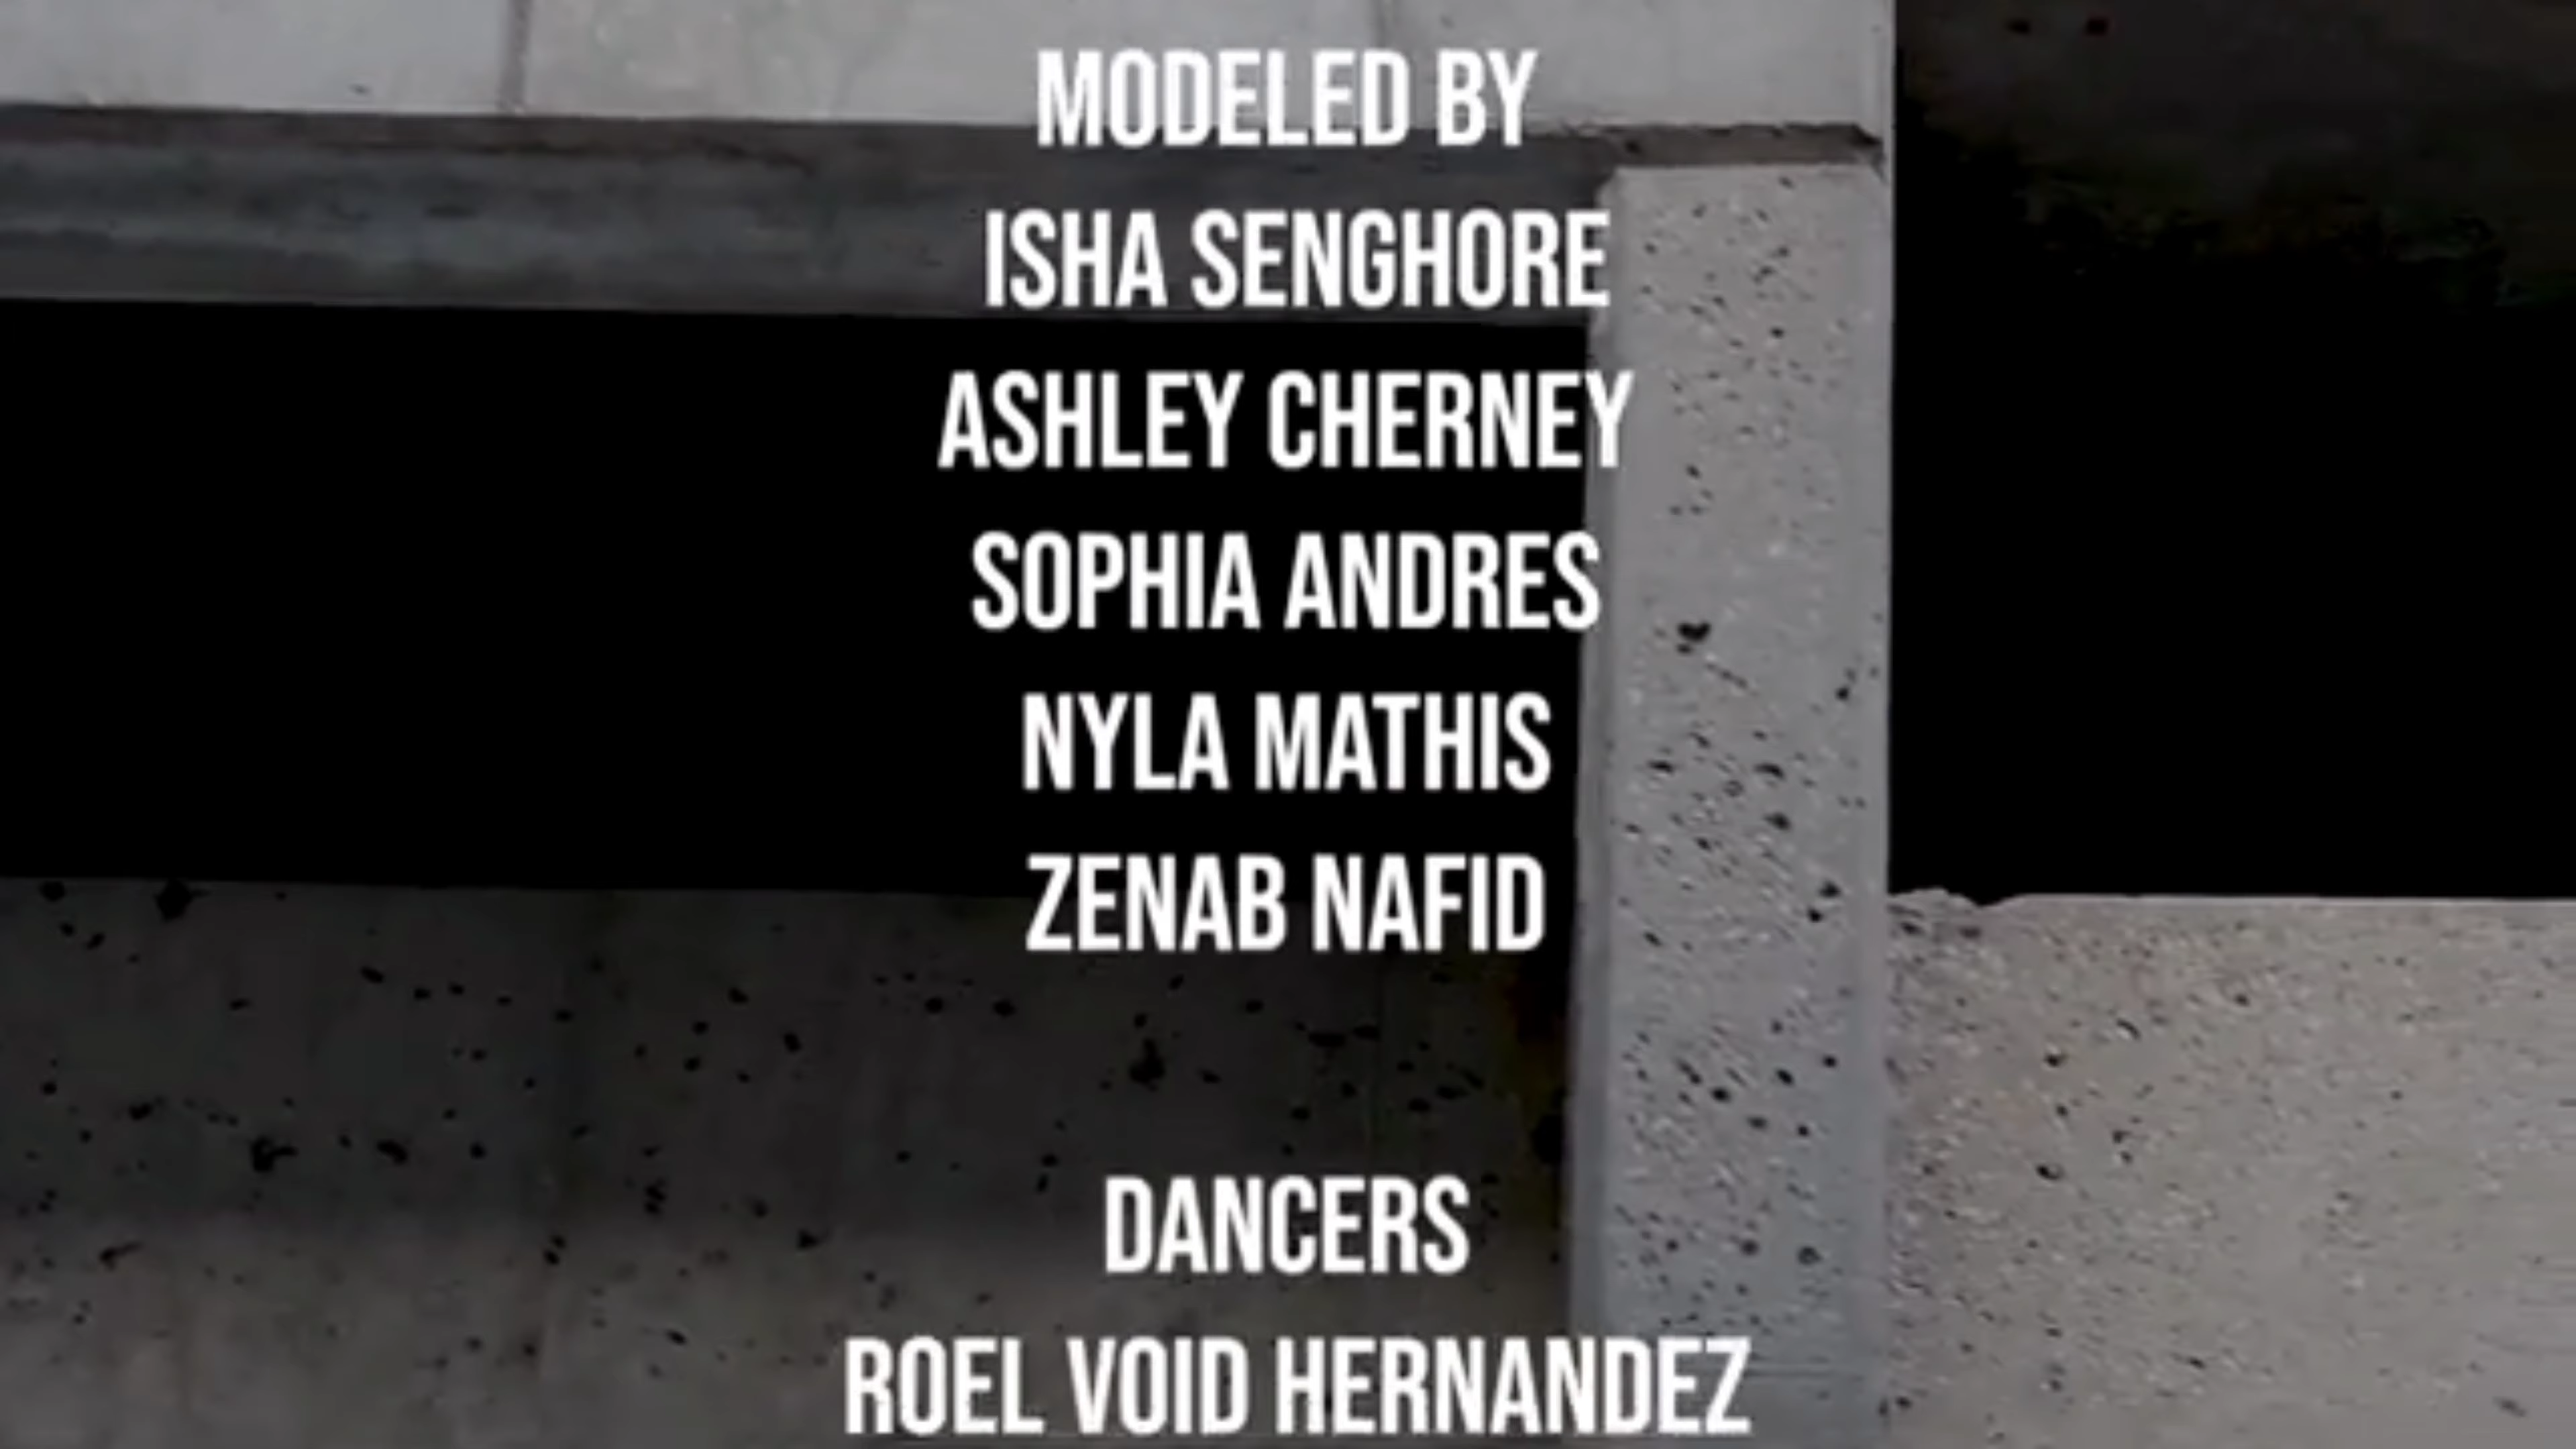 MODELED BY
ISHA SENGHORE
ASHLEY CHERNEY
SOPHIA ANDRES
NYLA MATHIS
ZENAB NAFID
DANCERS
ROEL VOID HERNANDEZ